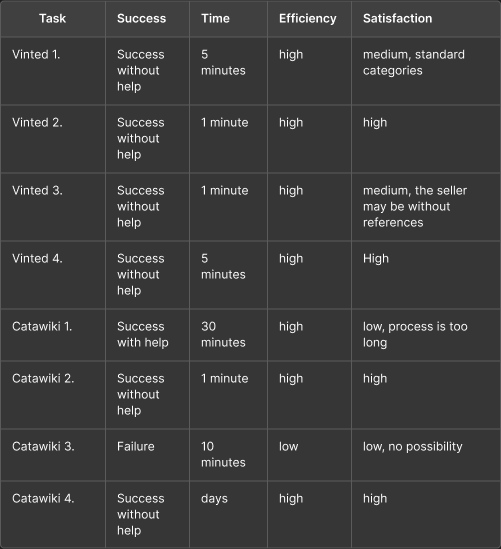 Task Success Time Efficiency Satisfaction
Vinted 1. Success without help 5 minutes high medium, standard categories
Vinted 2. Success without help 1 minute high high
Vinted 3. Success without help 1 minute high medium, the seller may be without references
Vinted 4. Success without help 5 minutes high High
Catawiki 1. Success with help 30 minutes high low, process is too long
Catawiki 2. Success without help 1 minute high high
Catawiki 3. Failure 10 minutes low low, no possibility
Catawiki 4. Success without help days high high